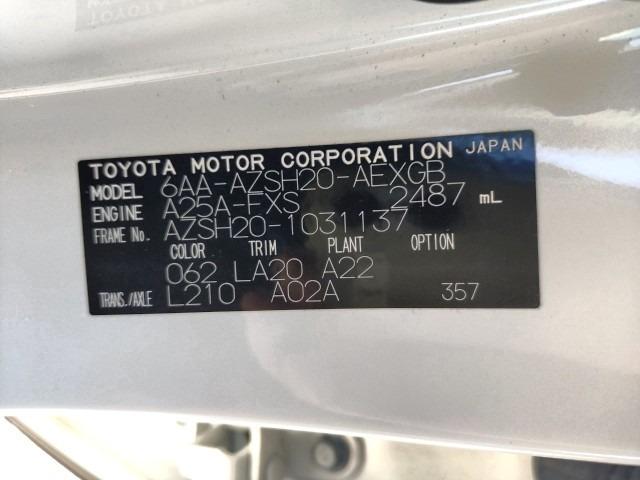 TOYOTA MOTOR CORPORATION JAPAN
MODEL 6AA-AZSH20-AEXGB
ENGINE A25A-FXS 2487 mL
FRAME No. AZSH20-1031137
COLOR TRIM PLANT OPTION
062 LA20 A22
TRANS./AXLE L210 A02A 357